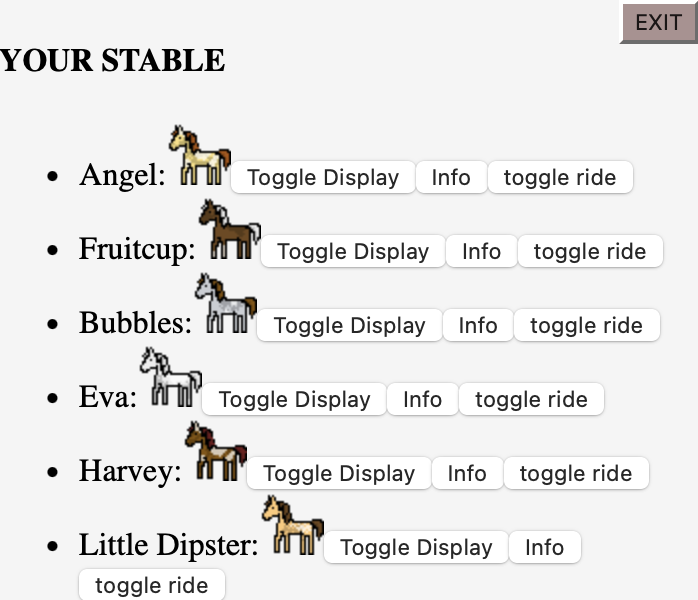 EXIT
YOUR STABLE
Angel: Toggle Display Info toggle ride
Fruitcup: Toggle Display Info toggle ride
Bubbles: Toggle Display Info toggle ride
Eva: Toggle Display Info toggle ride
Harvey: Toggle Display Info toggle ride
Little Dipster: Toggle Display Info
toggle ride